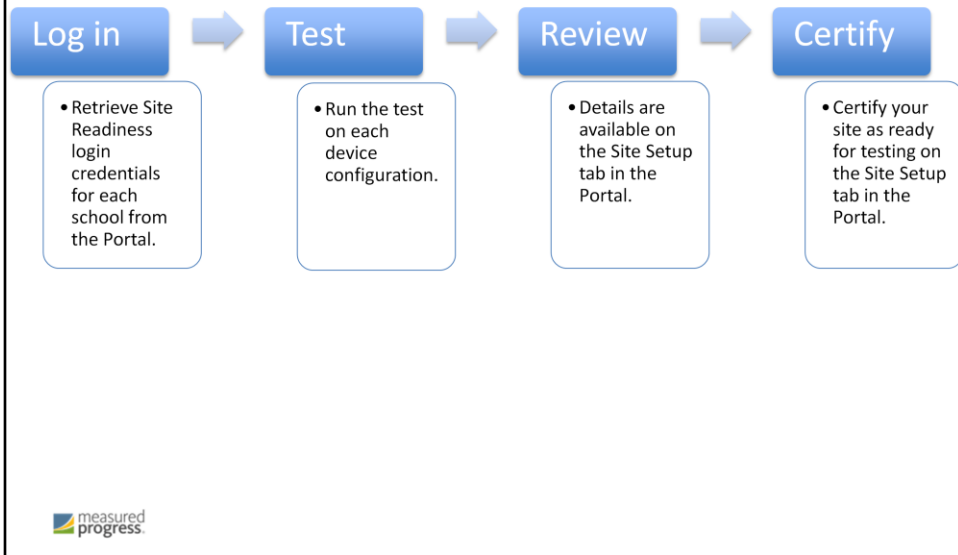 Log in
Test
Review
Certify
•Retrieve Site
Readiness
login
credentials
for each
school from
the Portal.
•Run the test
on each
device
configuration.
•Details are
available on
the Site Setup
tab in the
Portal.
•Certify your
site as ready
for testing on
the Site Setup
tab in the
Portal.
measured
progress.